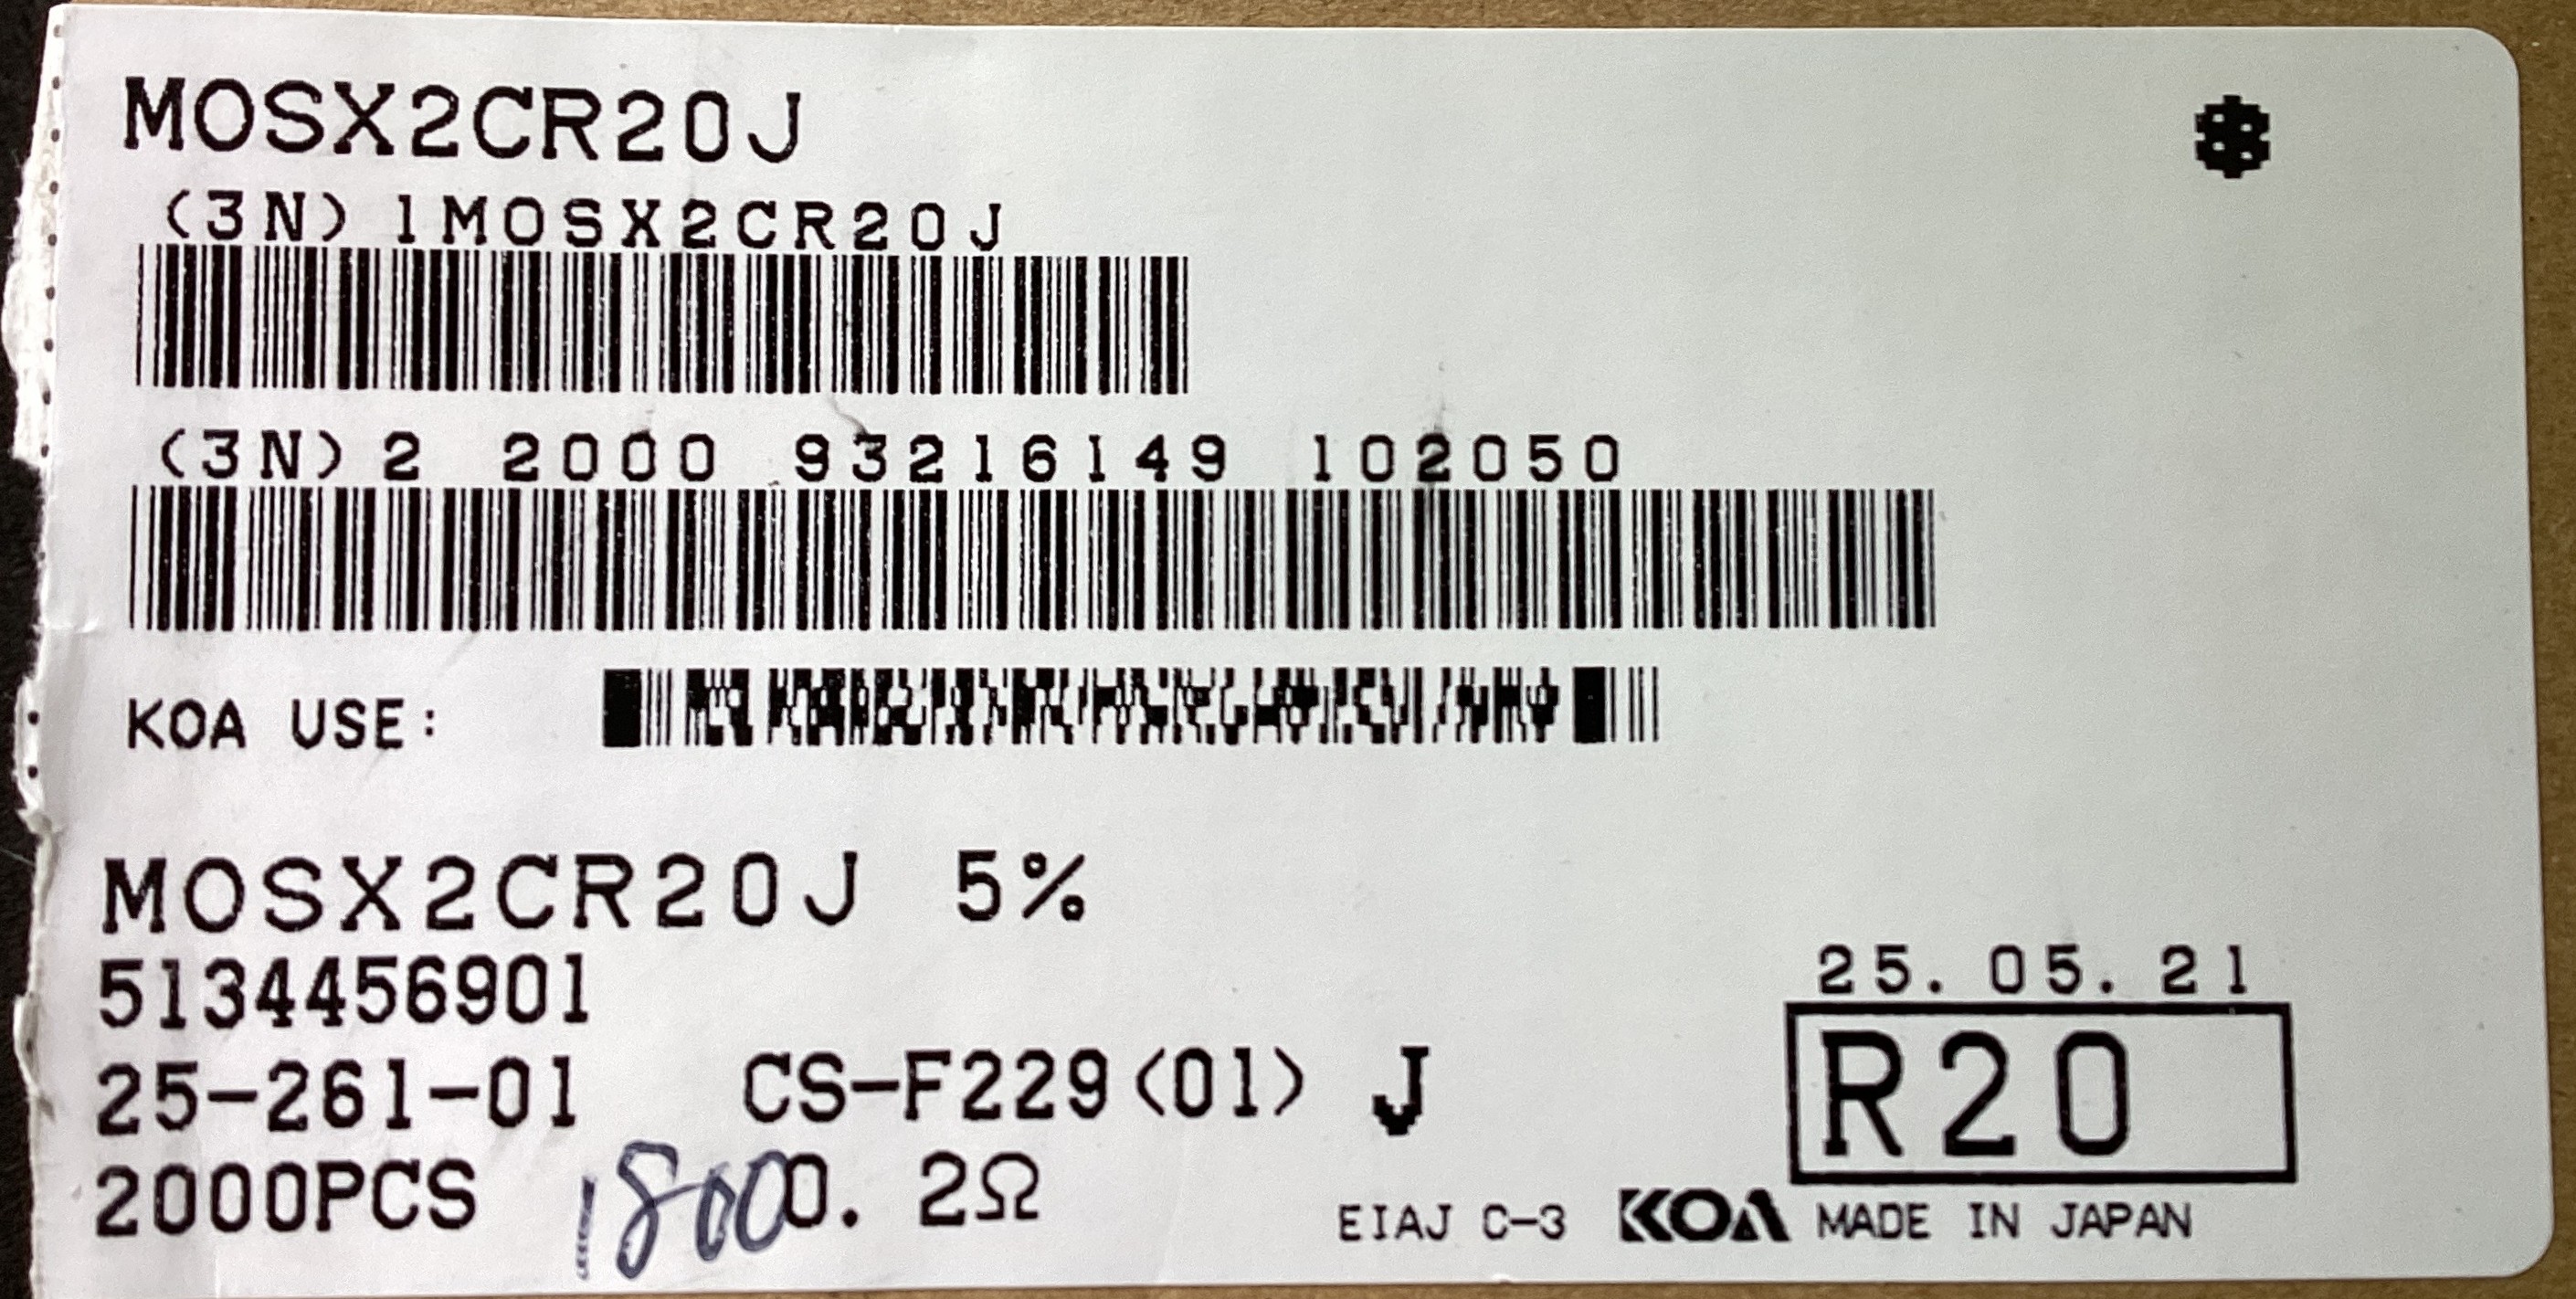 MOSX2CR20J
(3N) 1MOSX2CR20J
(3N) 2 2000 93216149 102050
KOA USE:
MOSX2CR20J 5%
5134456901
25-261-01 CS-F229(01) J
25.05.21
R20
2000PCS 1800 0.2Ω
EIAJ C-3 KOA MADE IN JAPAN